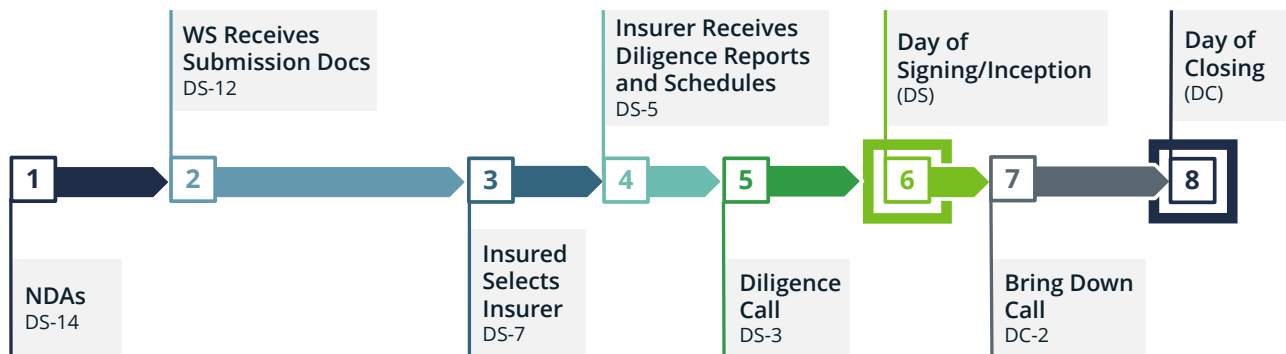 1
NDAs
DS-14
2
WS Receives
Submission Docs
DS-12
3
Insured
Selects
Insurer
DS-7
4
Insurer Receives
Diligence Reports
and Schedules
DS-5
5
Diligence
Call
DS-3
6
Day of
Signing/Inception
(DS)
7
Bring Down
Call
DC-2
8
Day of
Closing
(DC)